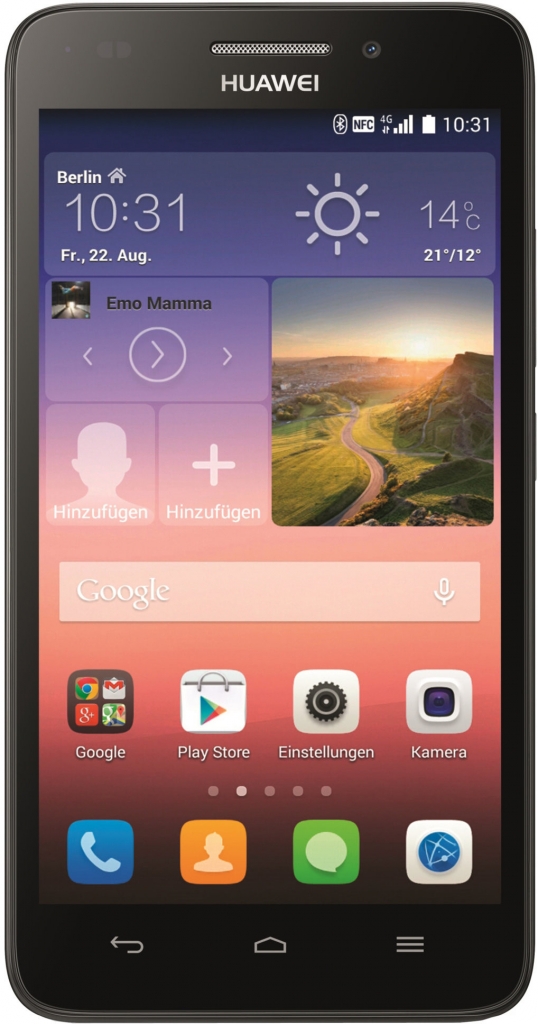 HUAWEI
NFC 4G 10:31
Berlin
10:31
14°C
Fr., 22. Aug.
21°/12°
Emo Mamma
Hinzufügen Hinzufügen
Google
8+
Google Play Store Einstellungen Kamera